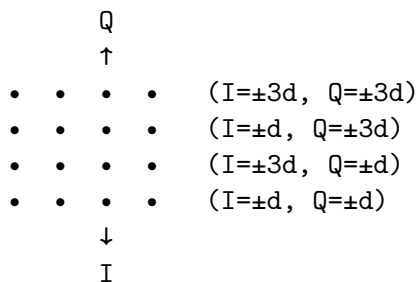 Q
↑
• • • • (I=±3d, Q=±3d)
• • • • (I=±d, Q=±3d)
• • • • (I=±3d, Q=±d)
• • • • (I=±d, Q=±d)
↓
I